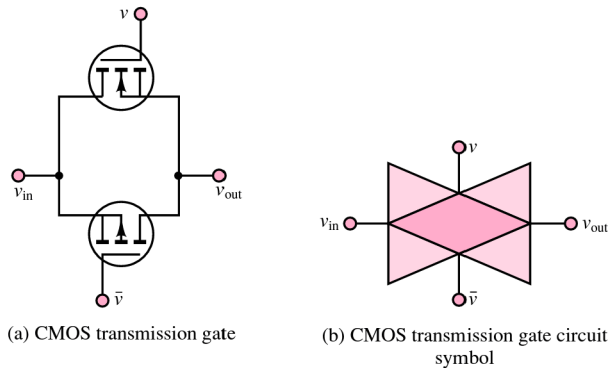 v
v
v_in
v_out
v_in
v_out
v̄
v̄
(a) CMOS transmission gate
(b) CMOS transmission gate circuit
symbol